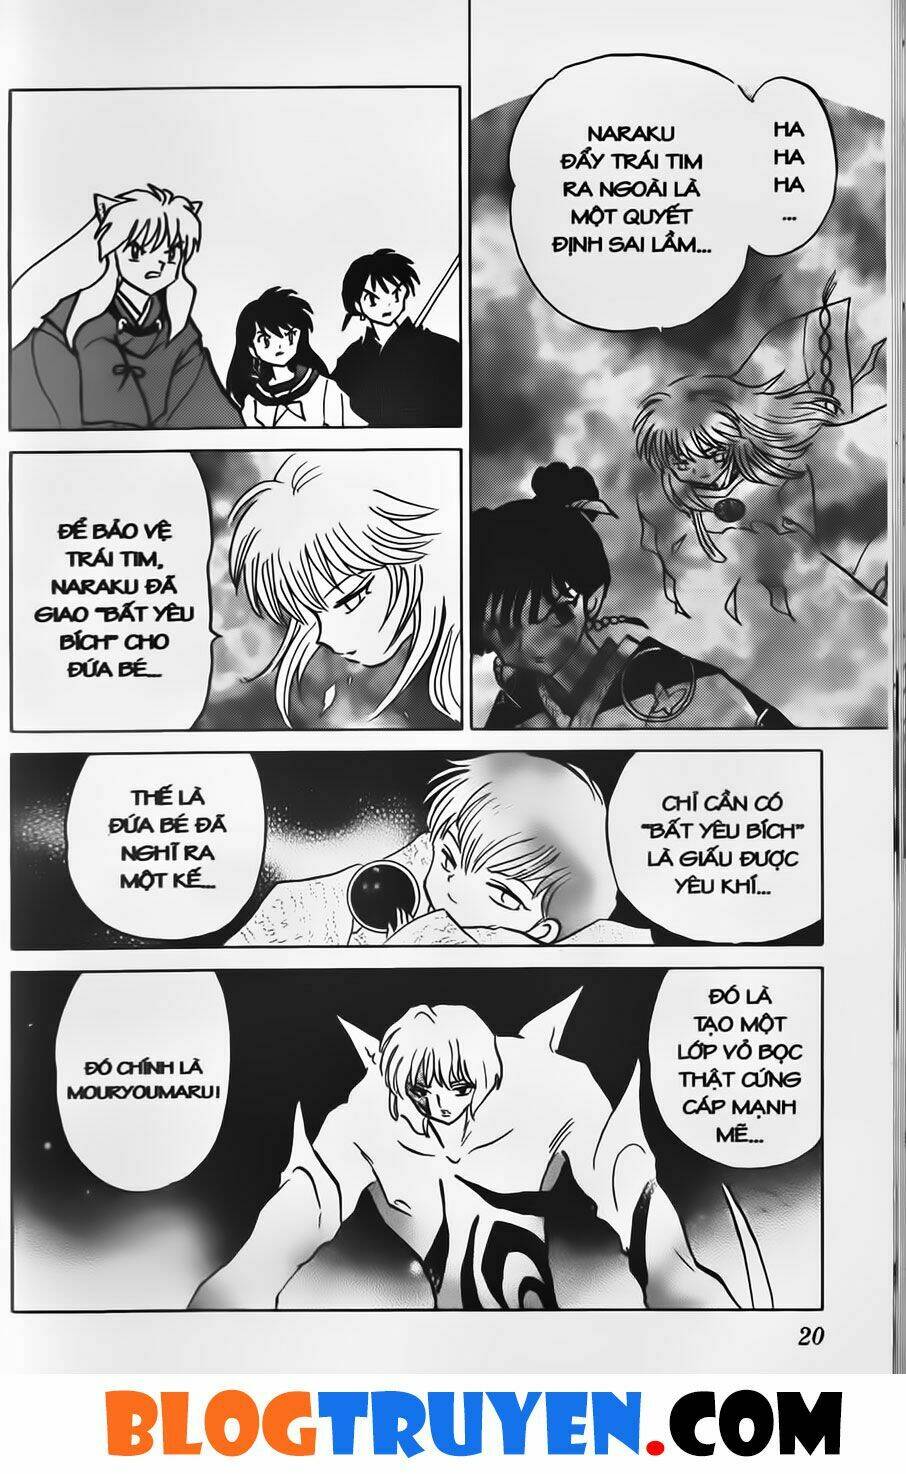 HA
HA
HA
...
NARAKU
ĐẨY TRÁI TIM
RA NGOÀI LÀ
MỘT QUYẾT
ĐỊNH SAI LẦM...
ĐỂ BẢO VỆ
TRÁI TIM,
NARAKU ĐÃ
GIAO "BẤT YÊU
BÍCH" CHO
ĐỨA BÉ...
CHỈ CẦN CÓ
"BẤT YÊU BÍCH"
LÀ GIẤU ĐƯỢC
YÊU KHÍ...
THẾ LÀ
ĐỨA BÉ ĐÃ
NGHĨ RA
MỘT KẾ...
ĐÓ LÀ
TẠO MỘT
LỚP VỎ BỌC
THẬT CỨNG
CÁP MẠNH
MẼ...
ĐÓ CHÍNH LÀ
MOURYOUMARU!
20
BLOGTRUYEN.COM